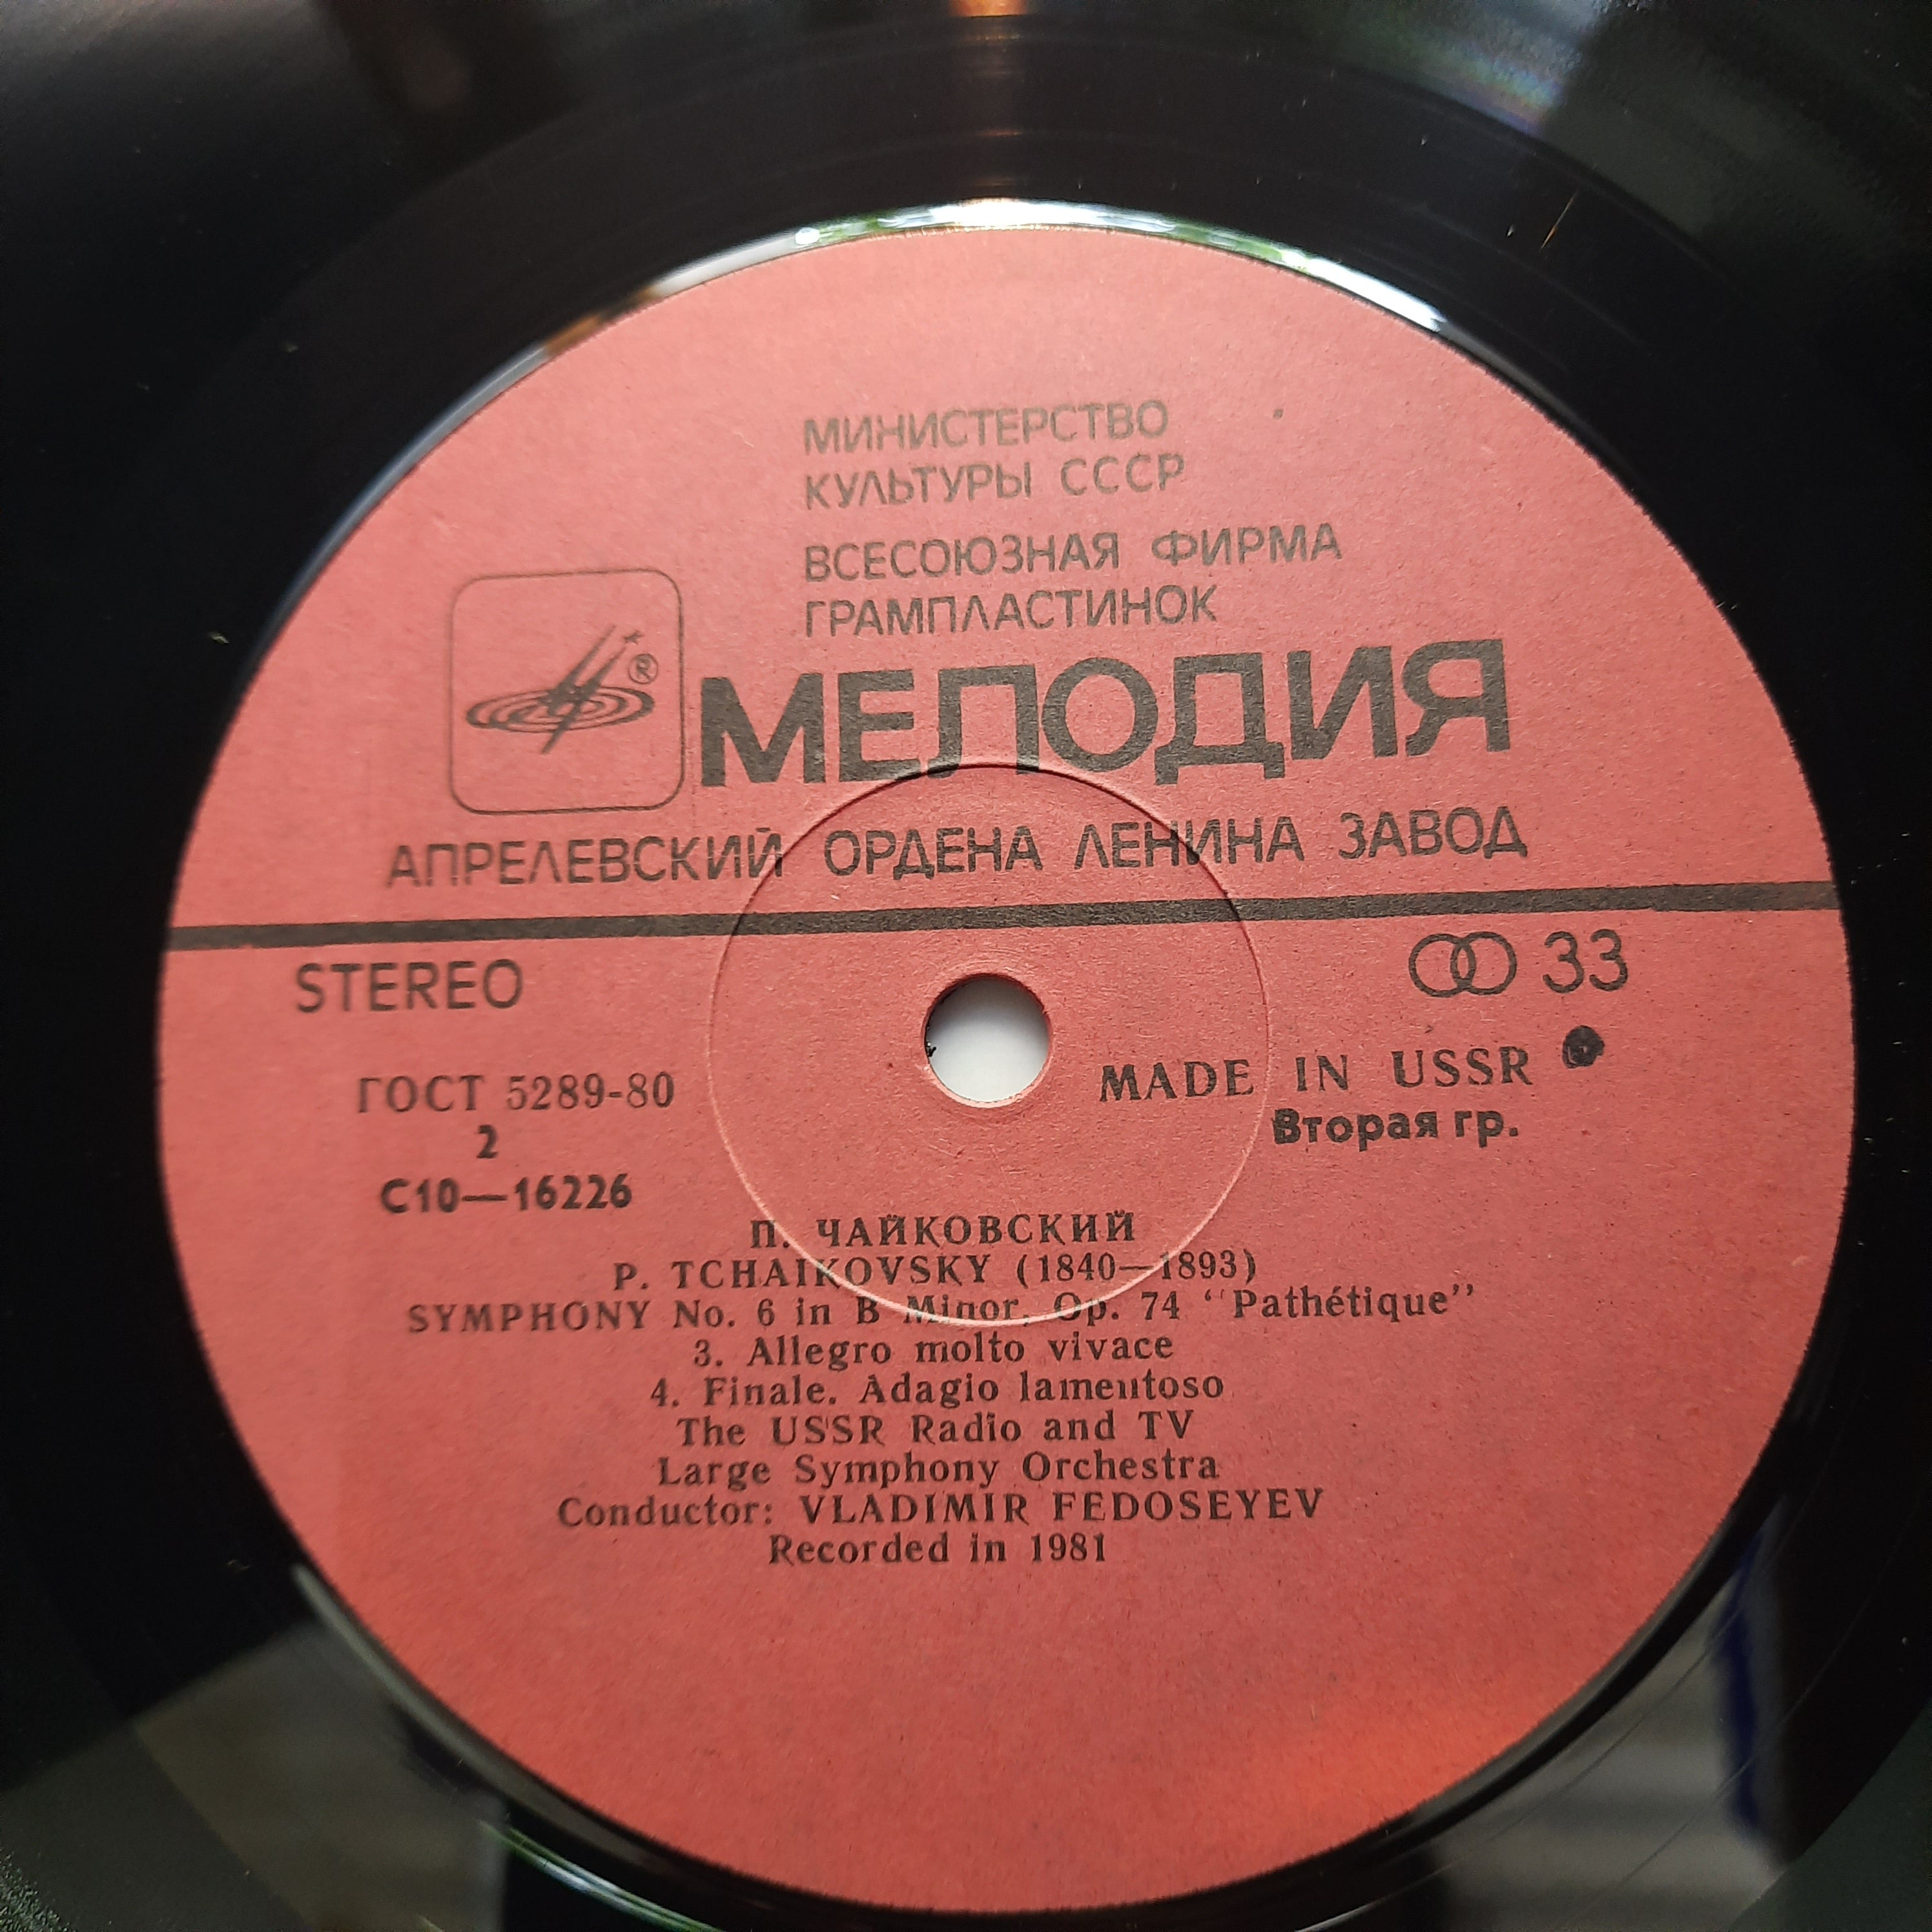 МИНИСТЕРСТВО
КУЛЬТУРЫ СССР
ВСЕСОЮЗНАЯ ФИРМА
ГРАМПЛАСТИНОК
®
МЕЛОДИЯ
АПРЕЛЕВСКИЙ ОРДЕНА ЛЕНИНА ЗАВОД
STEREO
33
ГОСТ 5289-80
MADE IN USSR
2
Вторая гр.
С10—16226
П. ЧАЙКОВСКИЙ
P. TCHAIKOVSKY (1840—1893)
SYMPHONY No. 6 in B Minor, Op. 74 "Pathétique"
3. Allegro molto vivace
4. Finale. Adagio lamentoso
The USSR Radio and TV
Large Symphony Orchestra
Conductor: VLADIMIR FEDOSEYEV
Recorded in 1981